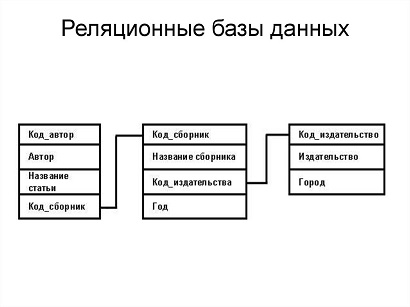 Реляционные базы данных
Код_автор
Автор
Название
статьи
Код_сборник
Код_сборник
Название сборника
Код_издательства
Год
Код_издательство
Издательство
Город